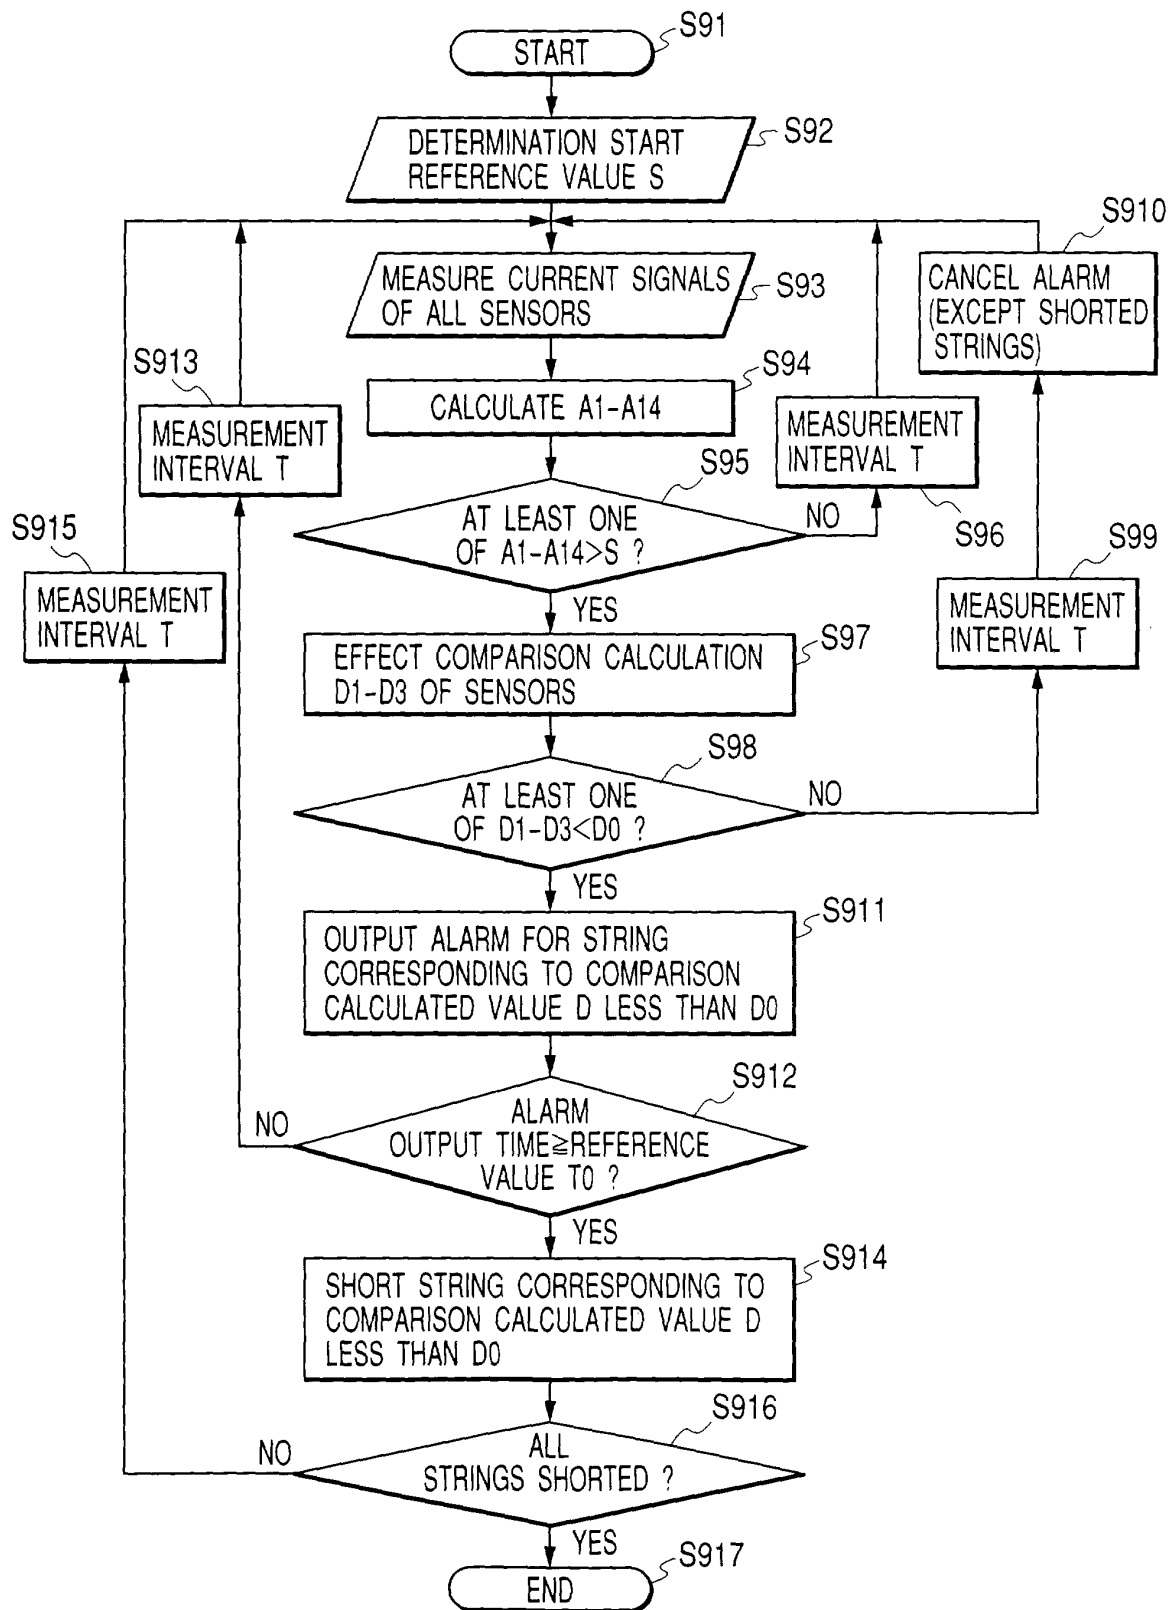 S91
START
S92
DETERMINATION START
REFERENCE VALUE S
S910
CANCEL ALARM
(EXCEPT SHORTED
STRINGS)
MEASURE CURRENT SIGNALS
OF ALL SENSORS
S93
S913
MEASUREMENT
INTERVAL T
S94
CALCULATE A1-A14
MEASUREMENT
INTERVAL T
S96
S95
AT LEAST ONE
OF A1-A14>S ?
NO
YES
S915
MEASUREMENT
INTERVAL T
S99
MEASUREMENT
INTERVAL T
S97
EFFECT COMPARISON CALCULATION
D1-D3 OF SENSORS
S98
AT LEAST ONE
OF D1-D3<D0 ?
NO
YES
S911
OUTPUT ALARM FOR STRING
CORRESPONDING TO COMPARISON
CALCULATED VALUE D LESS THAN D0
S912
NO
ALARM
OUTPUT TIME≧REFERENCE
VALUE T0 ?
YES
S914
SHORT STRING CORRESPONDING TO
COMPARISON CALCULATED VALUE D
LESS THAN D0
S916
NO
ALL
STRINGS SHORTED ?
YES
S917
END